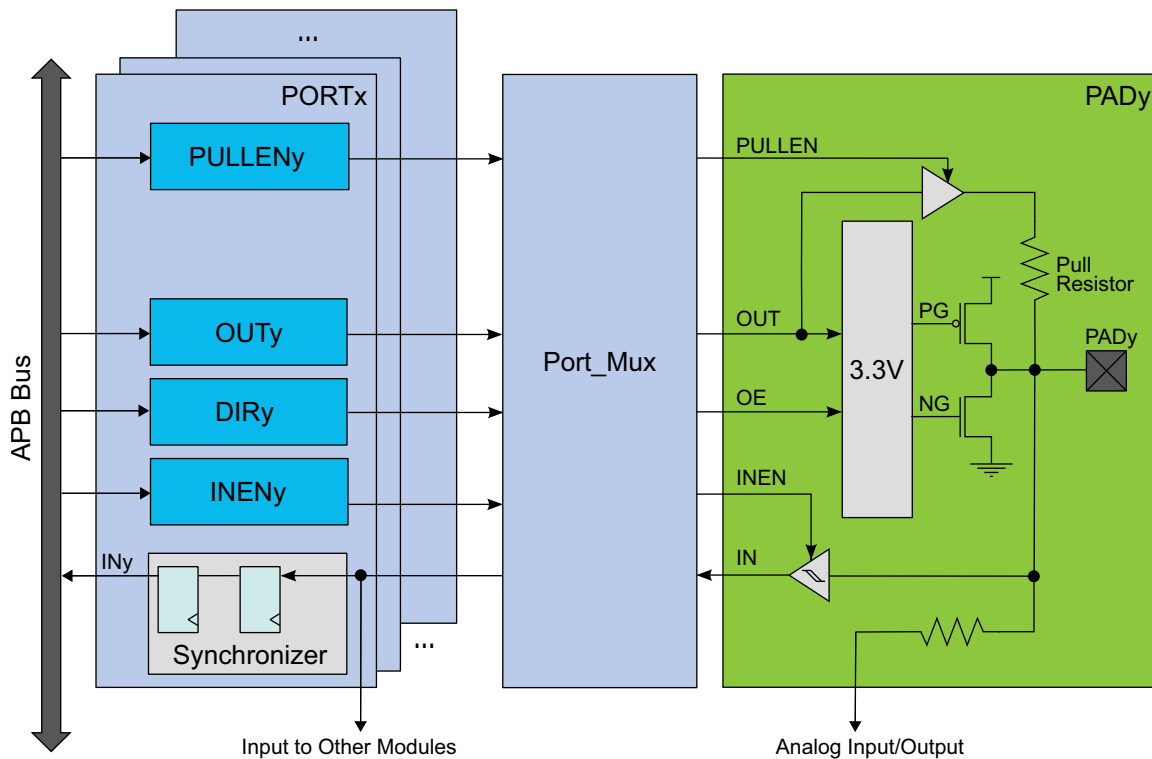 ...
PORTx
PADy
PULLENy
PULLEN
Pull
Resistor
OUTy
OUT
PG
PADy
APB Bus
Port_Mux
3.3V
DIRy
OE
NG
INENy
INEN
INy
IN
Synchronizer
...
Input to Other Modules
Analog Input/Output